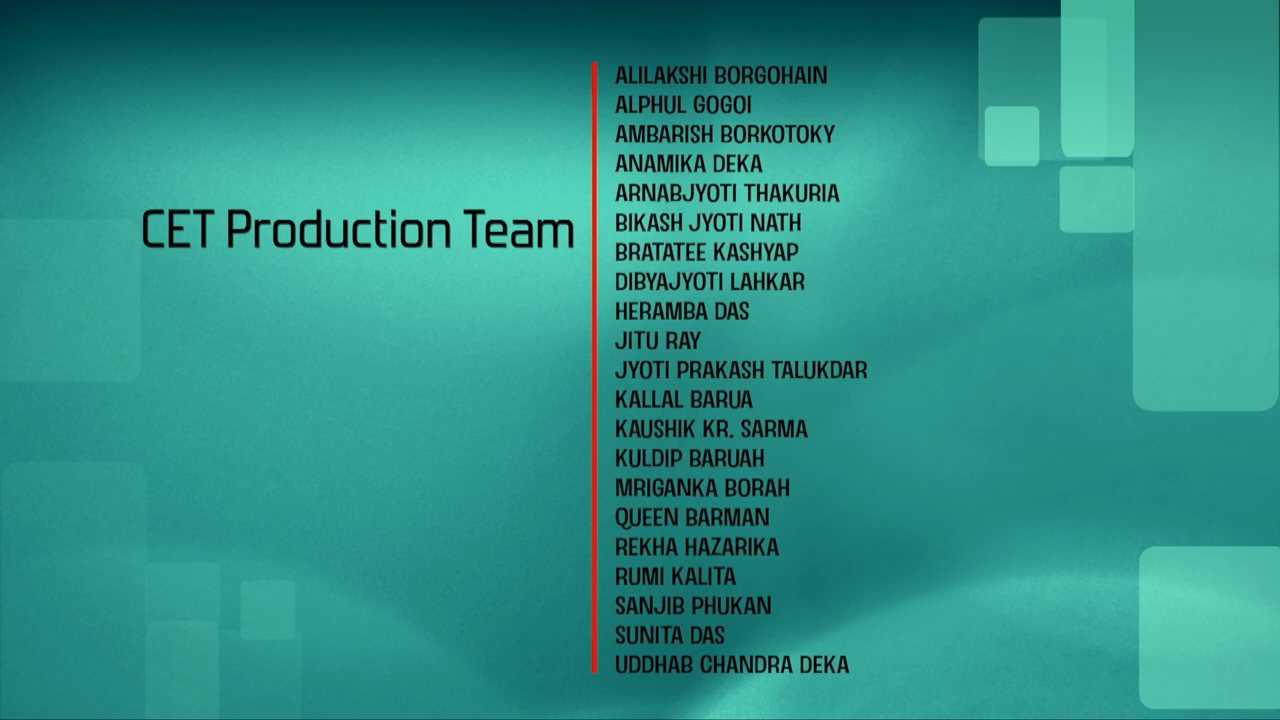 CET Production Team
ALILAKSHI BORGOHAIN
ALPHUL GOGOI
AMBARISH BORKOTOKY
ANAMIKA DEKA
ARNABJYOTI THAKURIA
BIKASH JYOTI NATH
BRATATEE KASHYAP
DIBYAJYOTI LAHKAR
HERAMBA DAS
JITU RAY
JYOTI PRAKASH TALUKDAR
KALLAL BARUA
KAUSHIK KR. SARMA
KULDIP BARUAH
MRIGANKA BORAH
QUEEN BARMAN
REKHA HAZARIKA
RUMI KALITA
SANJIB PHUKAN
SUNITA DAS
UDDHAB CHANDRA DEKA